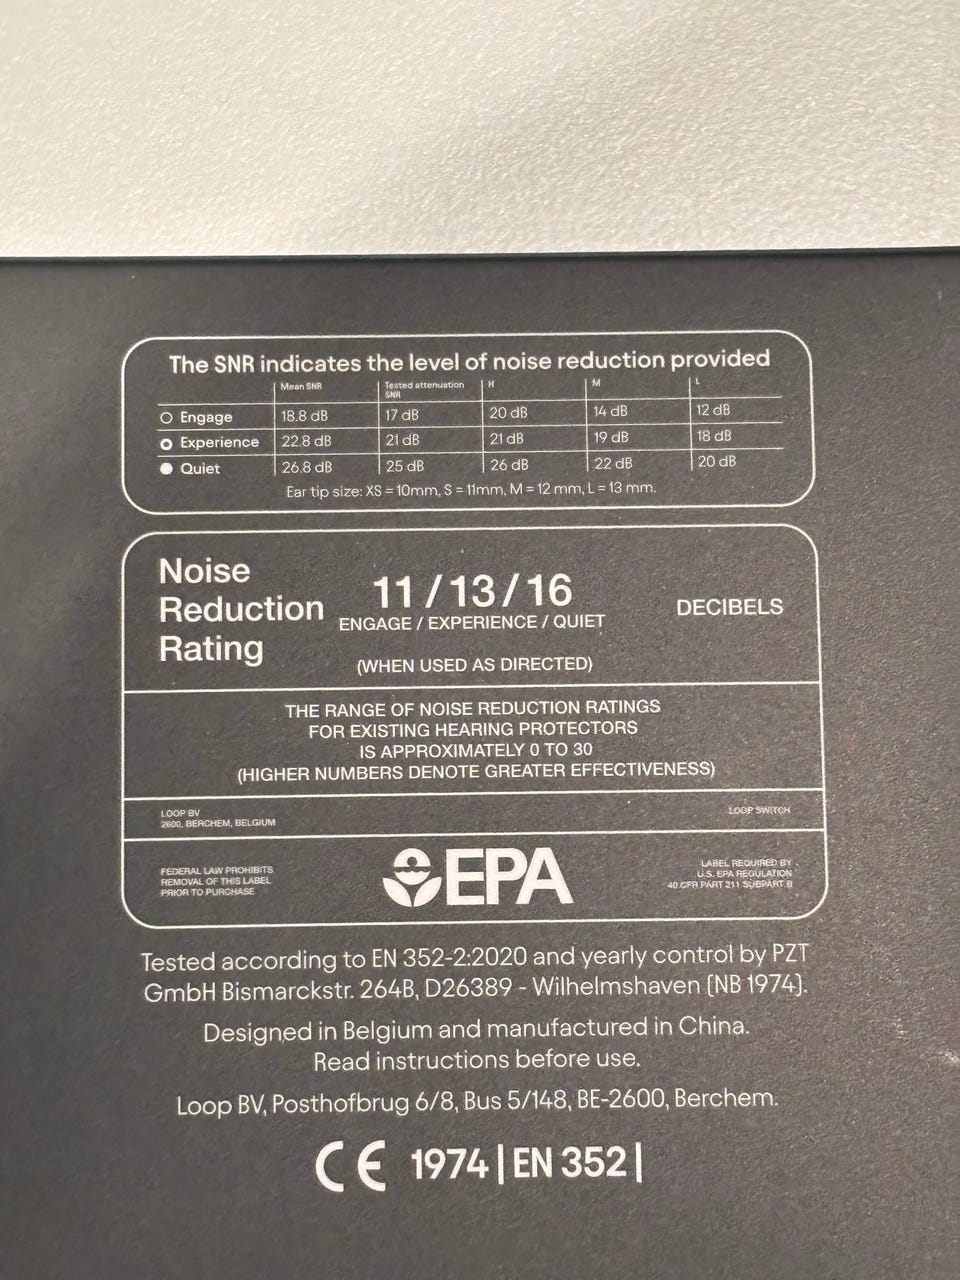 The SNR indicates the level of noise reduction provided
Mean SNR Tested attenuation SNR H M L
Engage 18.8 dB 17 dB 20 dB 14 dB 12 dB
Experience 22.8 dB 21 dB 21 dB 19 dB 18 dB
Quiet 26.8 dB 25 dB 26 dB 22 dB 20 dB
Ear tip size: XS = 10mm, S = 11mm, M = 12 mm, L = 13 mm.
Noise
Reduction
Rating
11 / 13 / 16
ENGAGE / EXPERIENCE / QUIET
(WHEN USED AS DIRECTED)
DECIBELS
THE RANGE OF NOISE REDUCTION RATINGS
FOR EXISTING HEARING PROTECTORS
IS APPROXIMATELY 0 TO 30
(HIGHER NUMBERS DENOTE GREATER EFFECTIVENESS)
LOOP BV
2600, BERCHEM, BELGIUM
LOOP SWITCH
FEDERAL LAW PROHIBITS
REMOVAL OF THIS LABEL
PRIOR TO PURCHASE
EPA
LABEL REQUIRED BY
U.S. EPA REGULATION
40 CFR PART 211 SUBPART B
Tested according to EN 352-2:2020 and yearly control by PZT
GmbH Bismarckstr. 264B, D26389 - Wilhelmshaven (NB 1974).
Designed in Belgium and manufactured in China.
Read instructions before use.
Loop BV, Posthofbrug 6/8, Bus 5/148, BE-2600, Berchem.
CE 1974 | EN 352 |